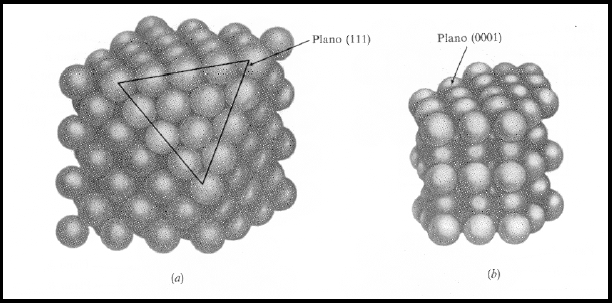 Plano (111)
Plano (0001)
(a)
(b)